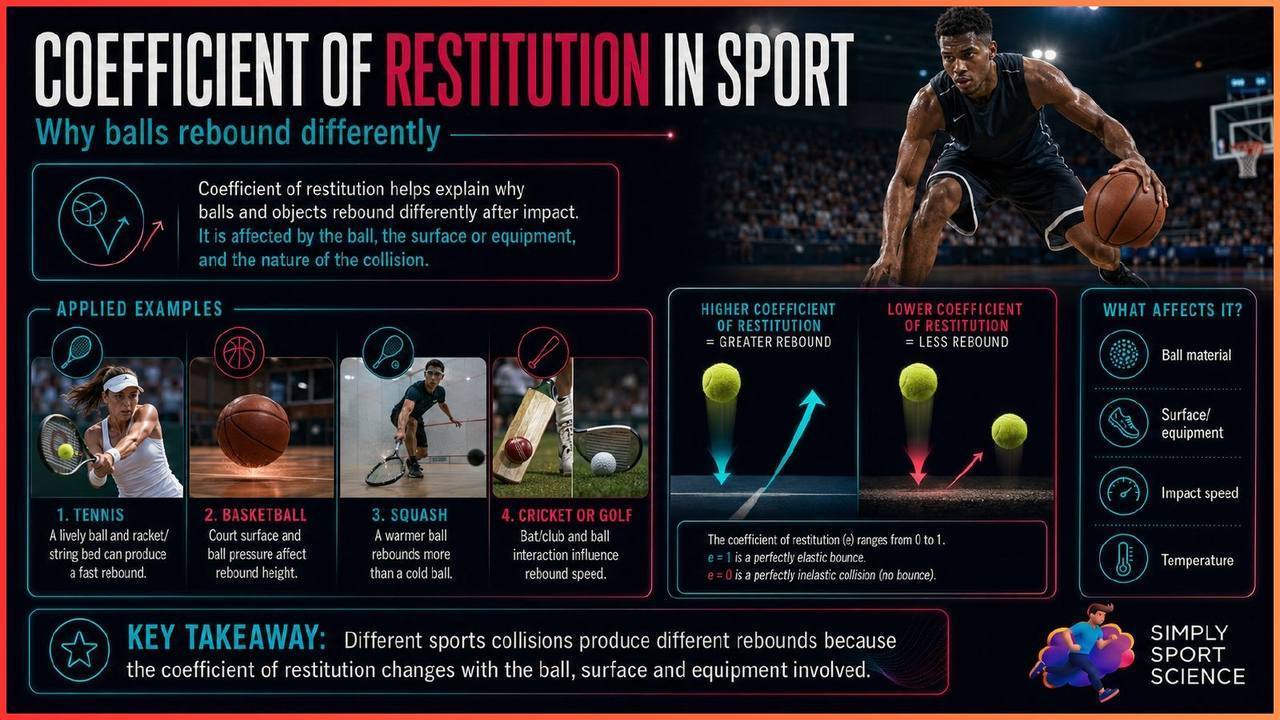 COEFFICIENT OF RESTITUTION IN SPORT
Why balls rebound differently
Coefficient of restitution helps explain why
balls and objects rebound differently after impact.
It is affected by the ball, the surface or equipment,
and the nature of the collision.
APPLIED EXAMPLES
1. TENNIS
A lively ball and racket/
string bed can produce
a fast rebound.
2. BASKETBALL
Court surface and
ball pressure affect
rebound height.
3. SQUASH
A warmer ball
rebounds more
than a cold ball.
4. CRICKET OR GOLF
Bat/club and ball
interaction influence
rebound speed.
HIGHER COEFFICIENT
OF RESTITUTION
= GREATER REBOUND
LOWER COEFFICIENT
OF RESTITUTION
= LESS REBOUND
The coefficient of restitution (e) ranges from 0 to 1.
e = 1 is a perfectly elastic bounce.
e = 0 is a perfectly inelastic collision (no bounce).
WHAT AFFECTS IT?
Ball material
Surface/
equipment
Impact speed
Temperature
KEY TAKEAWAY: Different sports collisions produce different rebounds because
the coefficient of restitution changes with the ball, surface and equipment involved.
SIMPLY
SPORT
SCIENCE